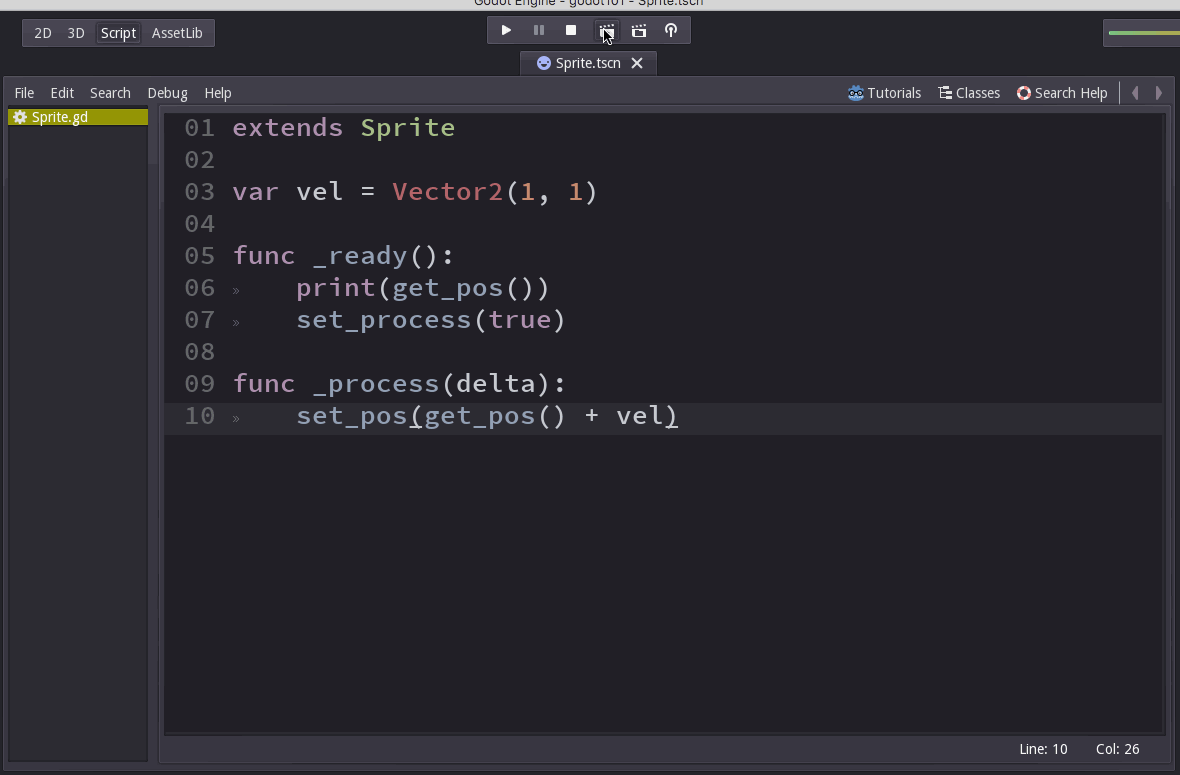 Godot Engine - godot101 - Sprite.tscn
2D 3D Script AssetLib
Sprite.tscn
File Edit Search Debug Help Tutorials Classes Search Help
Sprite.gd
01 extends Sprite
02
03 var vel = Vector2(1, 1)
04
05 func _ready():
06 » print(get_pos())
07 » set_process(true)
08
09 func _process(delta):
10 » set_pos(get_pos() + vel)
Line: 10 Col: 26